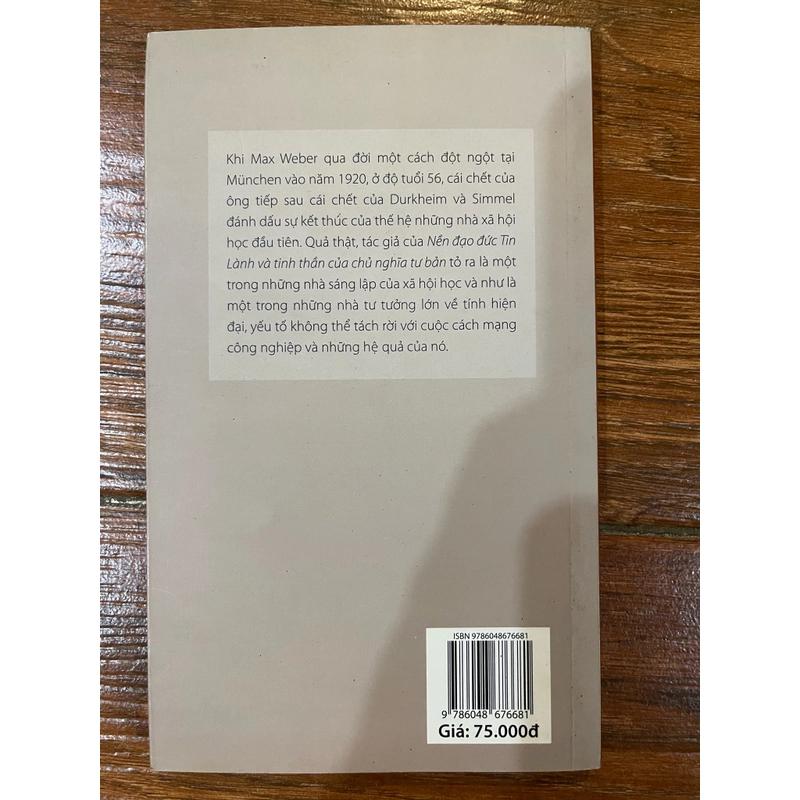 Khi Max Weber qua đời một cách đột ngột tại
München vào năm 1920, ở độ tuổi 56, cái chết của
ông tiếp sau cái chết của Durkheim và Simmel
đánh dấu sự kết thúc của thế hệ những nhà xã hội
học đầu tiên. Quả thật, tác giả của Nền đạo đức Tin
Lành và tinh thần của chủ nghĩa tư bản tỏ ra là một
trong những nhà sáng lập của xã hội học và như là
một trong những nhà tư tưởng lớn về tính hiện
đại, yếu tố không thể tách rời với cuộc cách mạng
công nghiệp và những hệ quả của nó.
ISBN 9786048676681
9 786048 676681
Giá: 75.000đ